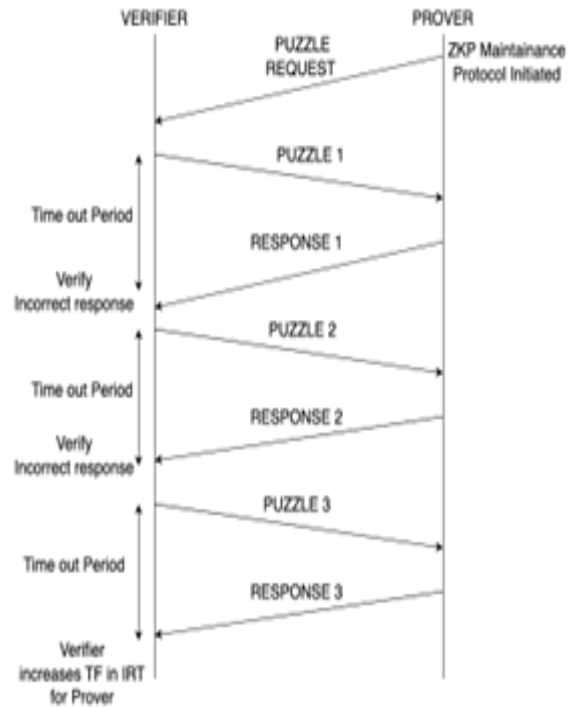 VERIFIER
PROVER
PUZZLE
REQUEST
ZKP Maintainance
Protocol Initiated
PUZZLE 1
Time out Period
RESPONSE 1
Verify
Incorrect response
PUZZLE 2
Time out Period
RESPONSE 2
Verify
Incorrect response
PUZZLE 3
Time out Period
RESPONSE 3
Verifier
increases TF in IRT
for Prover